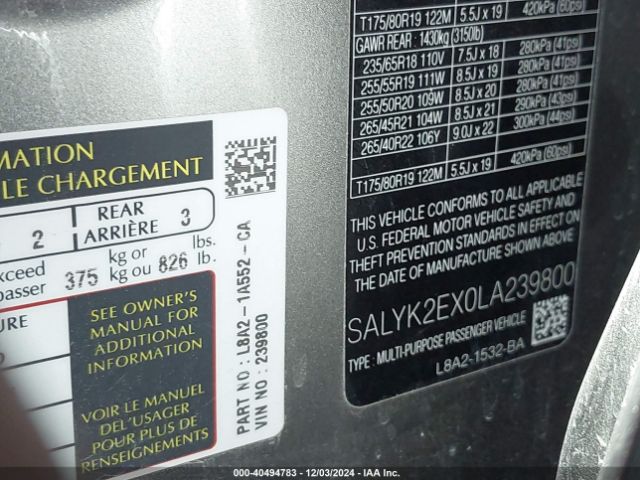 RMATION
LE CHARGEMENT
2
REAR
ARRIÈRE
3
exceed
passer
375
kg or
kg ou
826
lbs.
lb.
URE
SEE OWNER'S
MANUAL FOR
ADDITIONAL
INFORMATION
VOIR LE MANUEL
DEL'USAGER
POUR PLUS DE
RENSEIGNEMENTS
PART NO : L8A2-1A552-CA
VIN NO : 239800
T175/80R19 122M 5.5J x 19 420kPa (60psi)
GAWR REAR : 1430kg (3150lb)
235/65R18 110V 7.5J x 18 280kPa (41psi)
255/55R19 111W 8.5J x 19 280kPa (41psi)
255/50R20 109W 8.5J x 20 280kPa (41psi)
265/45R21 104W 8.5J x 21 290kPa (43psi)
265/40R22 106Y 9.0J x 22 300kPa (44psi)
T175/80R19 122M 5.5J x 19 420kPa (60psi)
THIS VEHICLE CONFORMS TO ALL APPLICABLE
U.S. FEDERAL MOTOR VEHICLE SAFETY AND
THEFT PREVENTION STANDARDS IN EFFECT ON
THE DATE OF MANUFACTURE SHOWN ABOVE.
SALYK2EX0LA239800
TYPE : MULTI-PURPOSE PASSENGER VEHICLE
L8A2-1532-BA
000-40494783 - 12/03/2024 - IAA Inc.